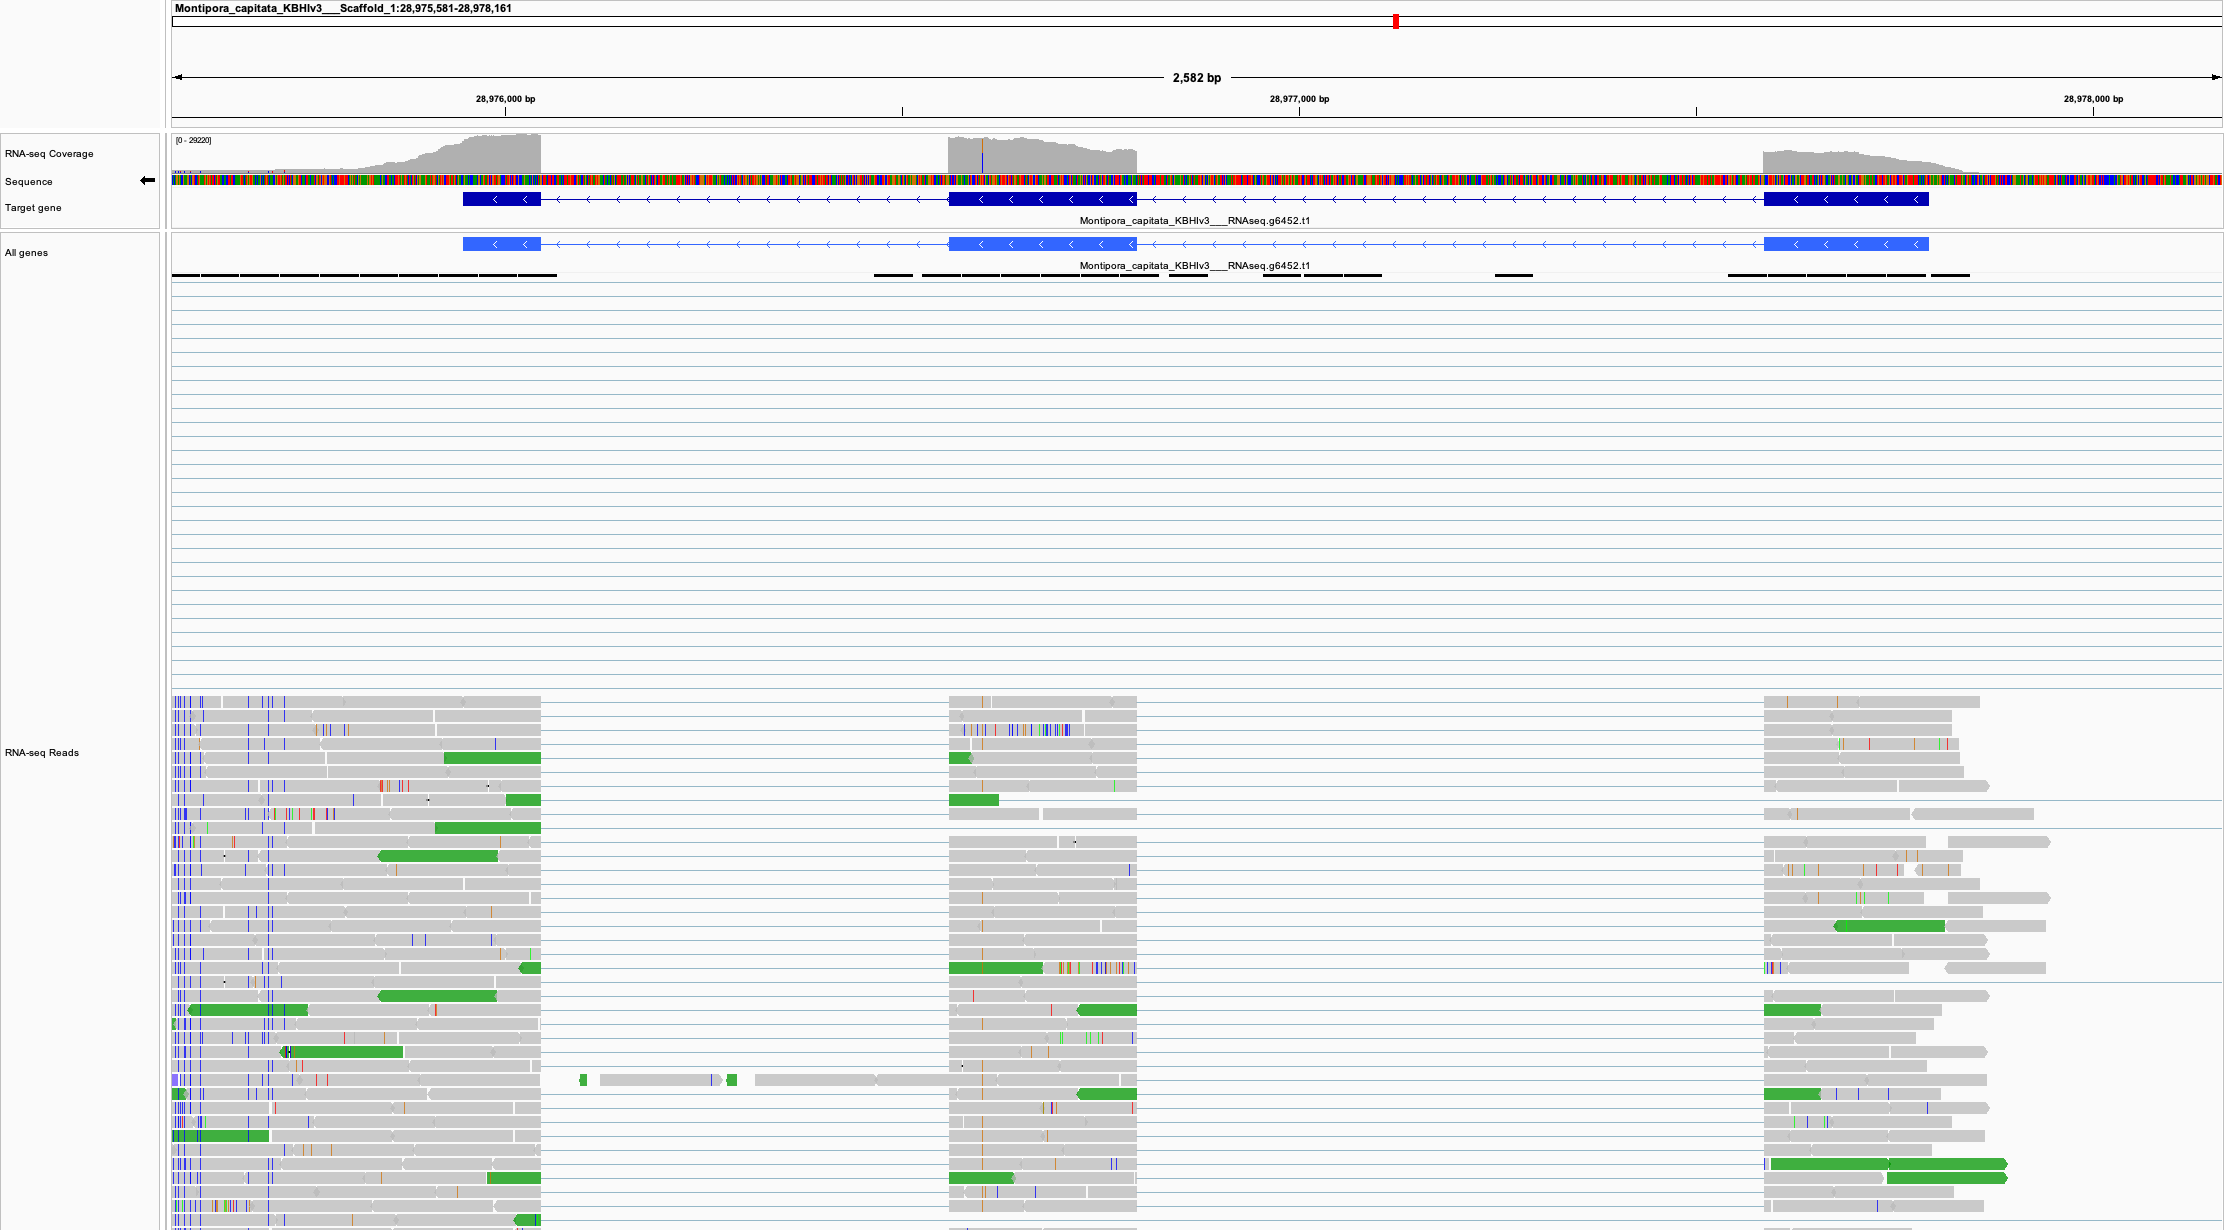 Montipora_capitata_KBHIv3___Scaffold_1:28,975,581-28,978,161
2,582 bp
28,976,000 bp 28,977,000 bp 28,978,000 bp
[0 - 29220]
RNA-seq Coverage
Sequence
Target gene
Montipora_capitata_KBHIv3___RNAseq.g6452.t1
All genes
Montipora_capitata_KBHIv3___RNAseq.g6452.t1
RNA-seq Reads